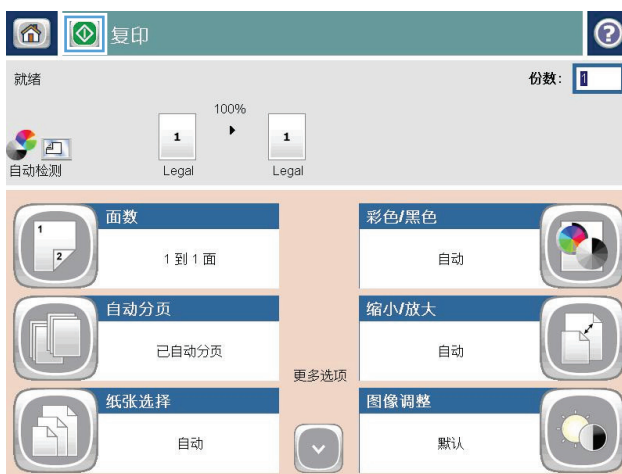 复印
就绪
份数: 1
100%
1
1
自动检测
Legal
Legal
面数
1
2
1 到 1 面
彩色/黑色
自动
自动分页
已自动分页
缩小/放大
自动
更多选项
纸张选择
自动
图像调整
默认